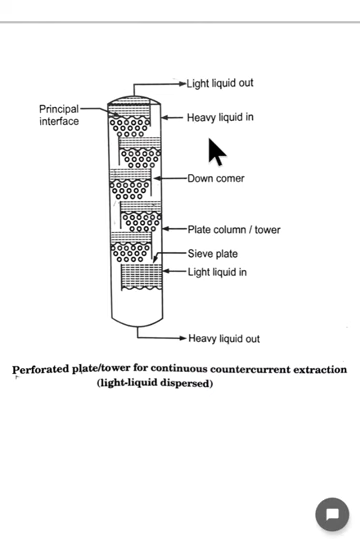 Light liquid out
Principal
interface
Heavy liquid in
Down comer
Plate column / tower
Sieve plate
Light liquid in
Heavy liquid out
Perforated plate/tower for continuous countercurrent extraction
(light-liquid dispersed)